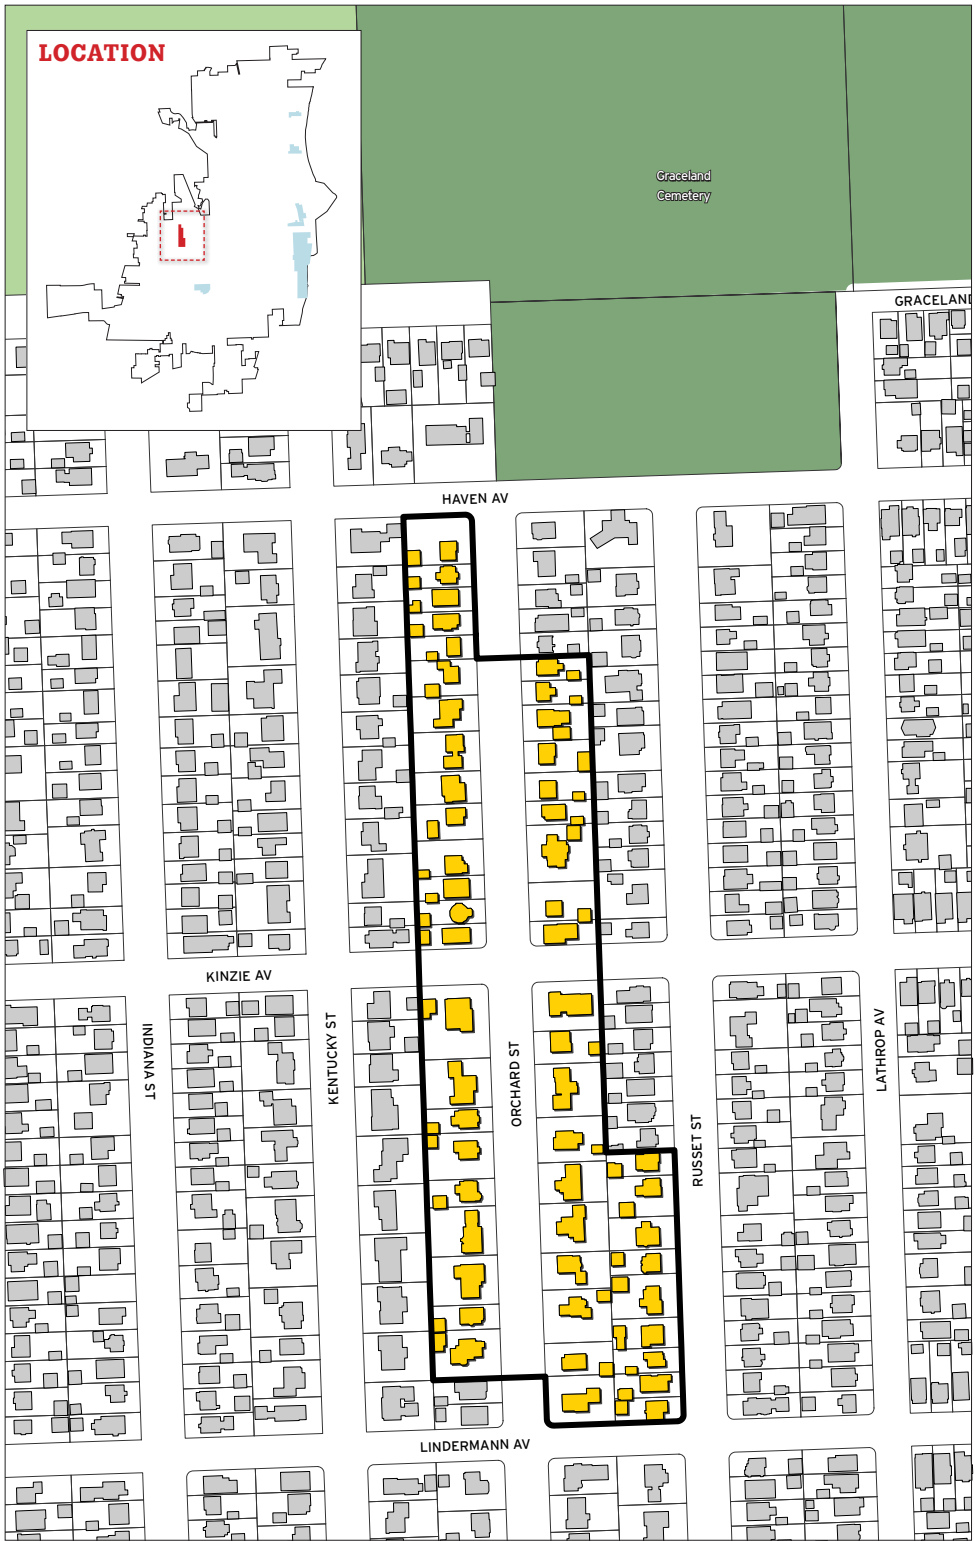 LOCATION
Graceland
Cemetery
GRACELAND
HAVEN AV
KINZIE AV
INDIANA ST
KENTUCKY ST
ORCHARD ST
RUSSET ST
LATHROP AV
LINDERMANN AV